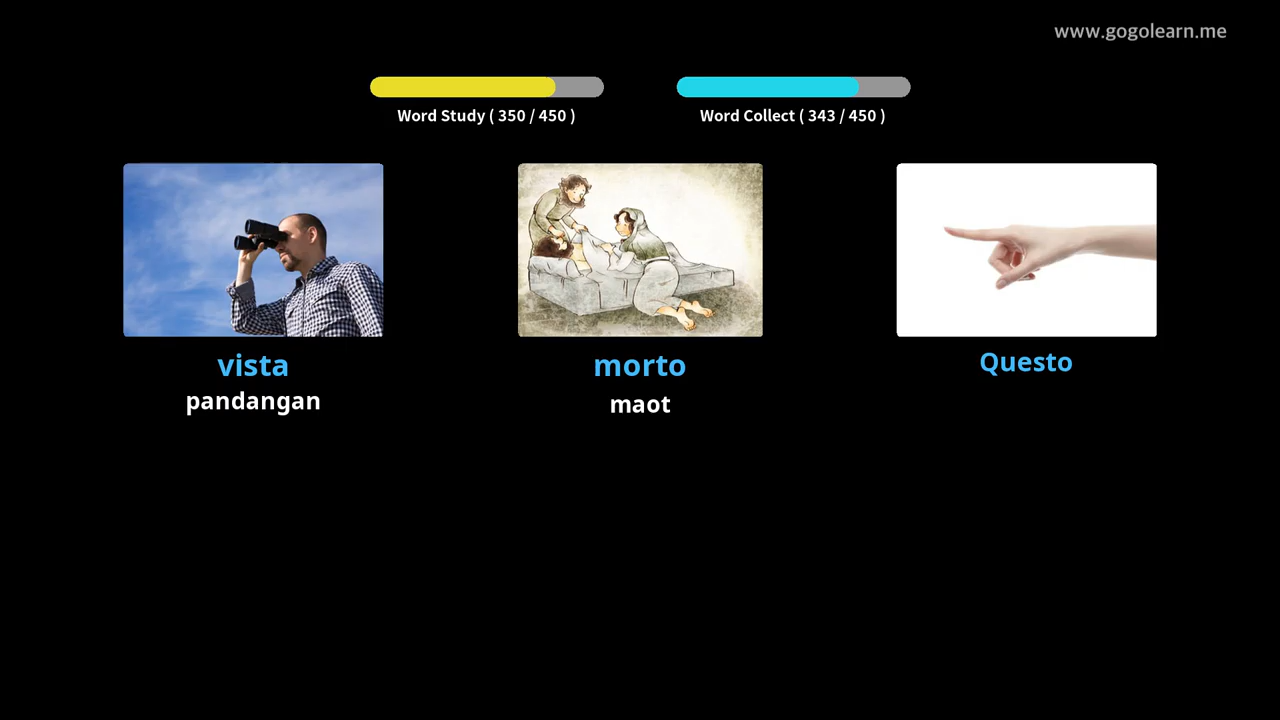 www.gogolearn.me
Word Study ( 350 / 450 )
Word Collect ( 343 / 450 )
vista
pandangan
morto
maot
Questo